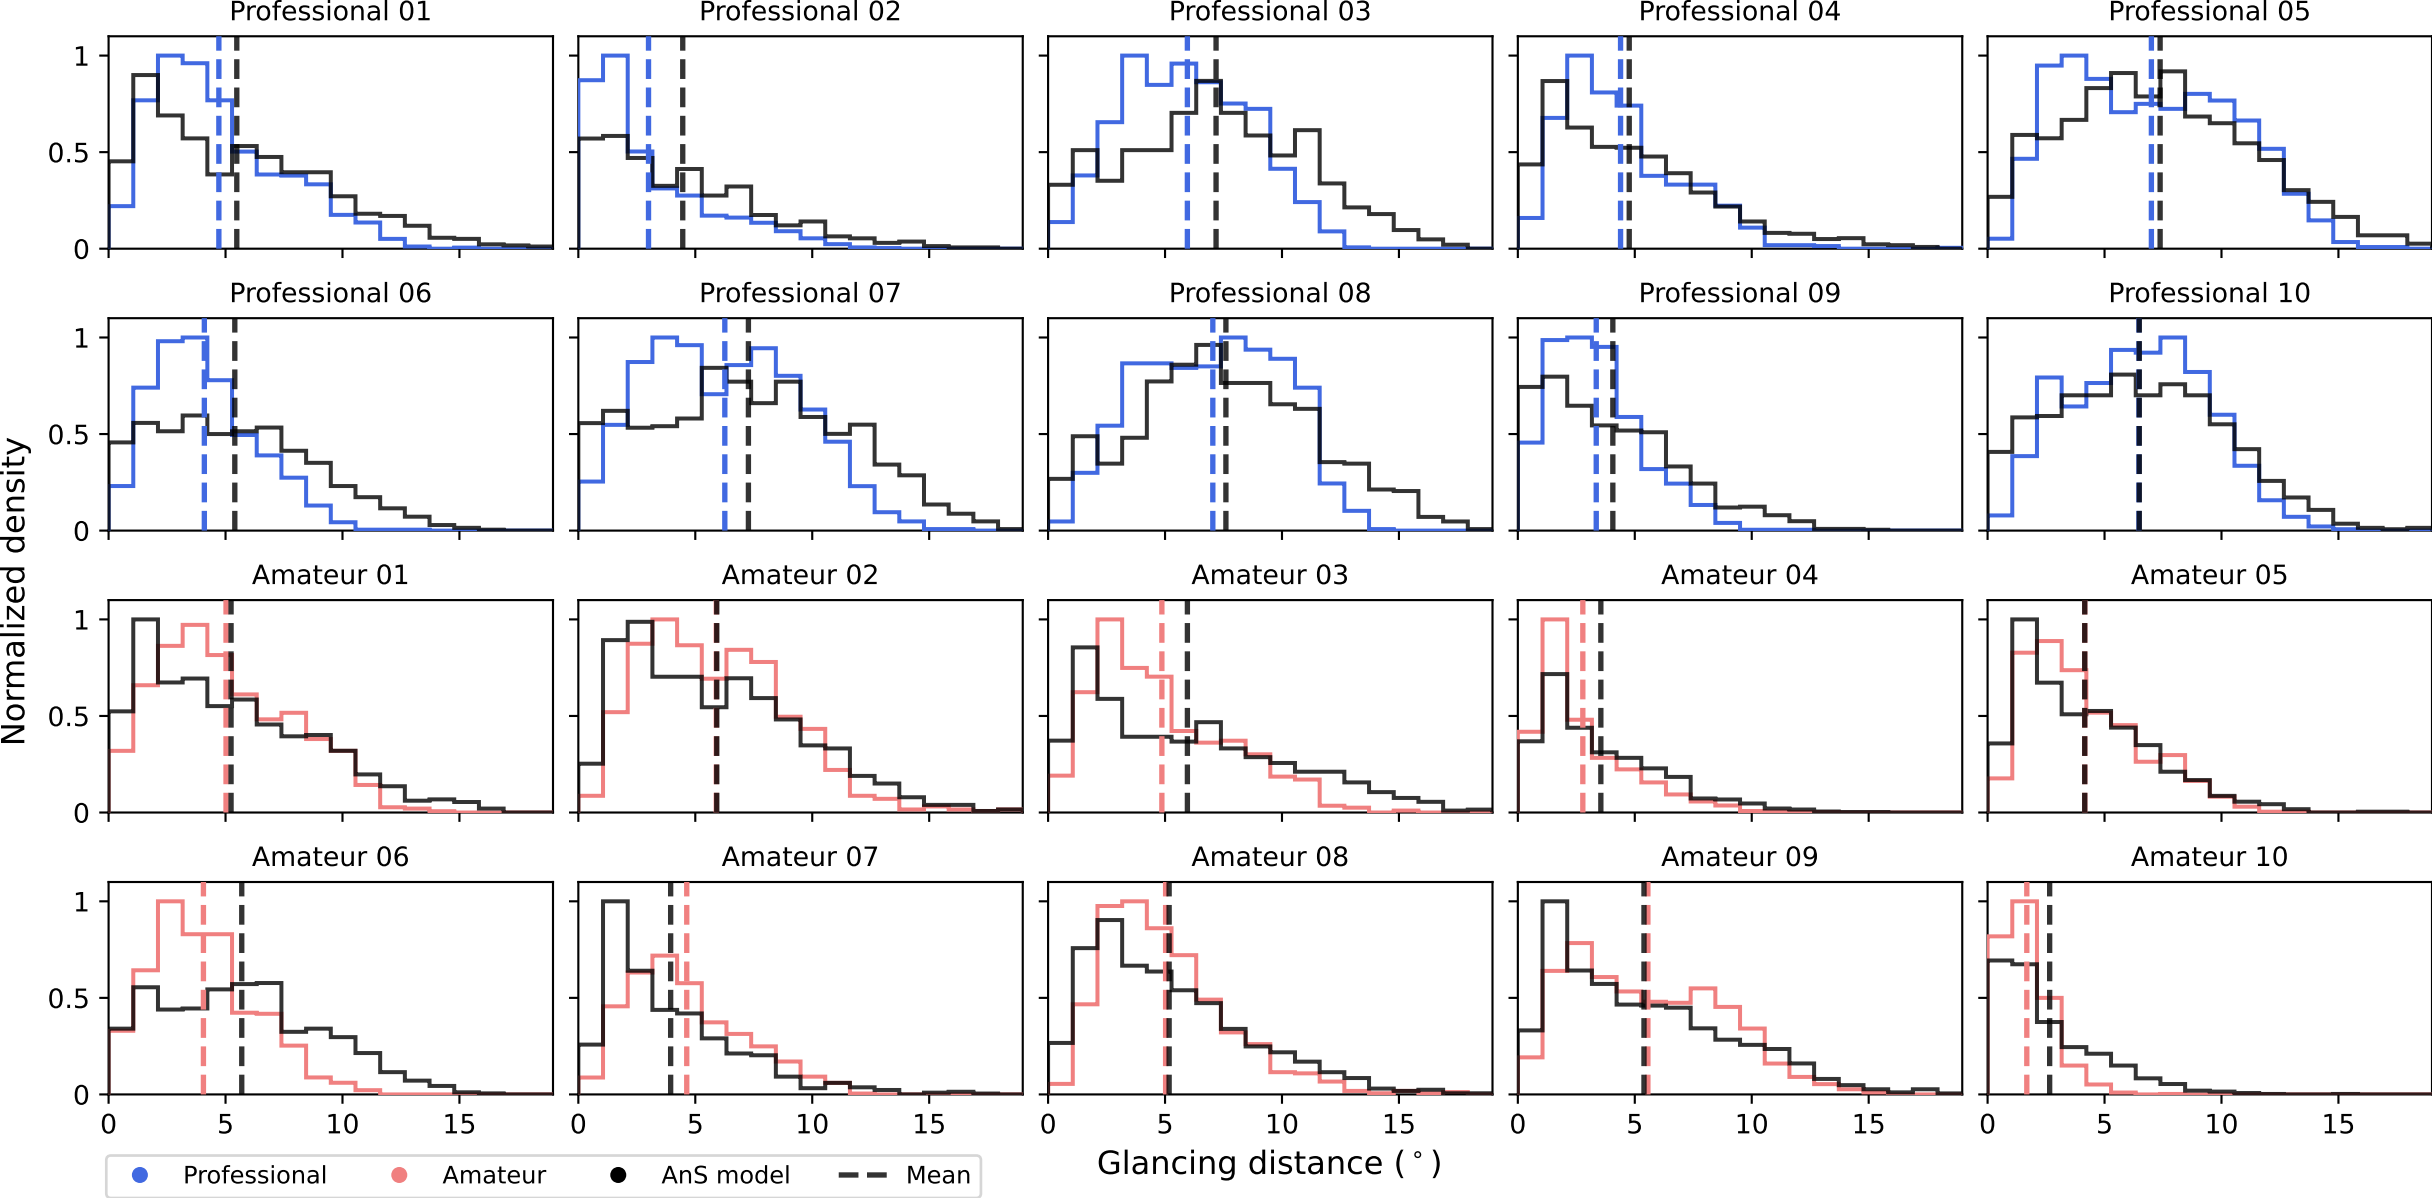 Professional 01
Professional 02
Professional 03
Professional 04
Professional 05
1
0.5
0
Professional 06
Professional 07
Professional 08
Professional 09
Professional 10
1
0.5
0
Normalized density
Amateur 01
Amateur 02
Amateur 03
Amateur 04
Amateur 05
1
0.5
0
Amateur 06
Amateur 07
Amateur 08
Amateur 09
Amateur 10
1
0.5
0
0 5 10 15
0 5 10 15
0 5 10 15
0 5 10 15
0 5 10 15
Professional Amateur AnS model Mean
Glancing distance (°)